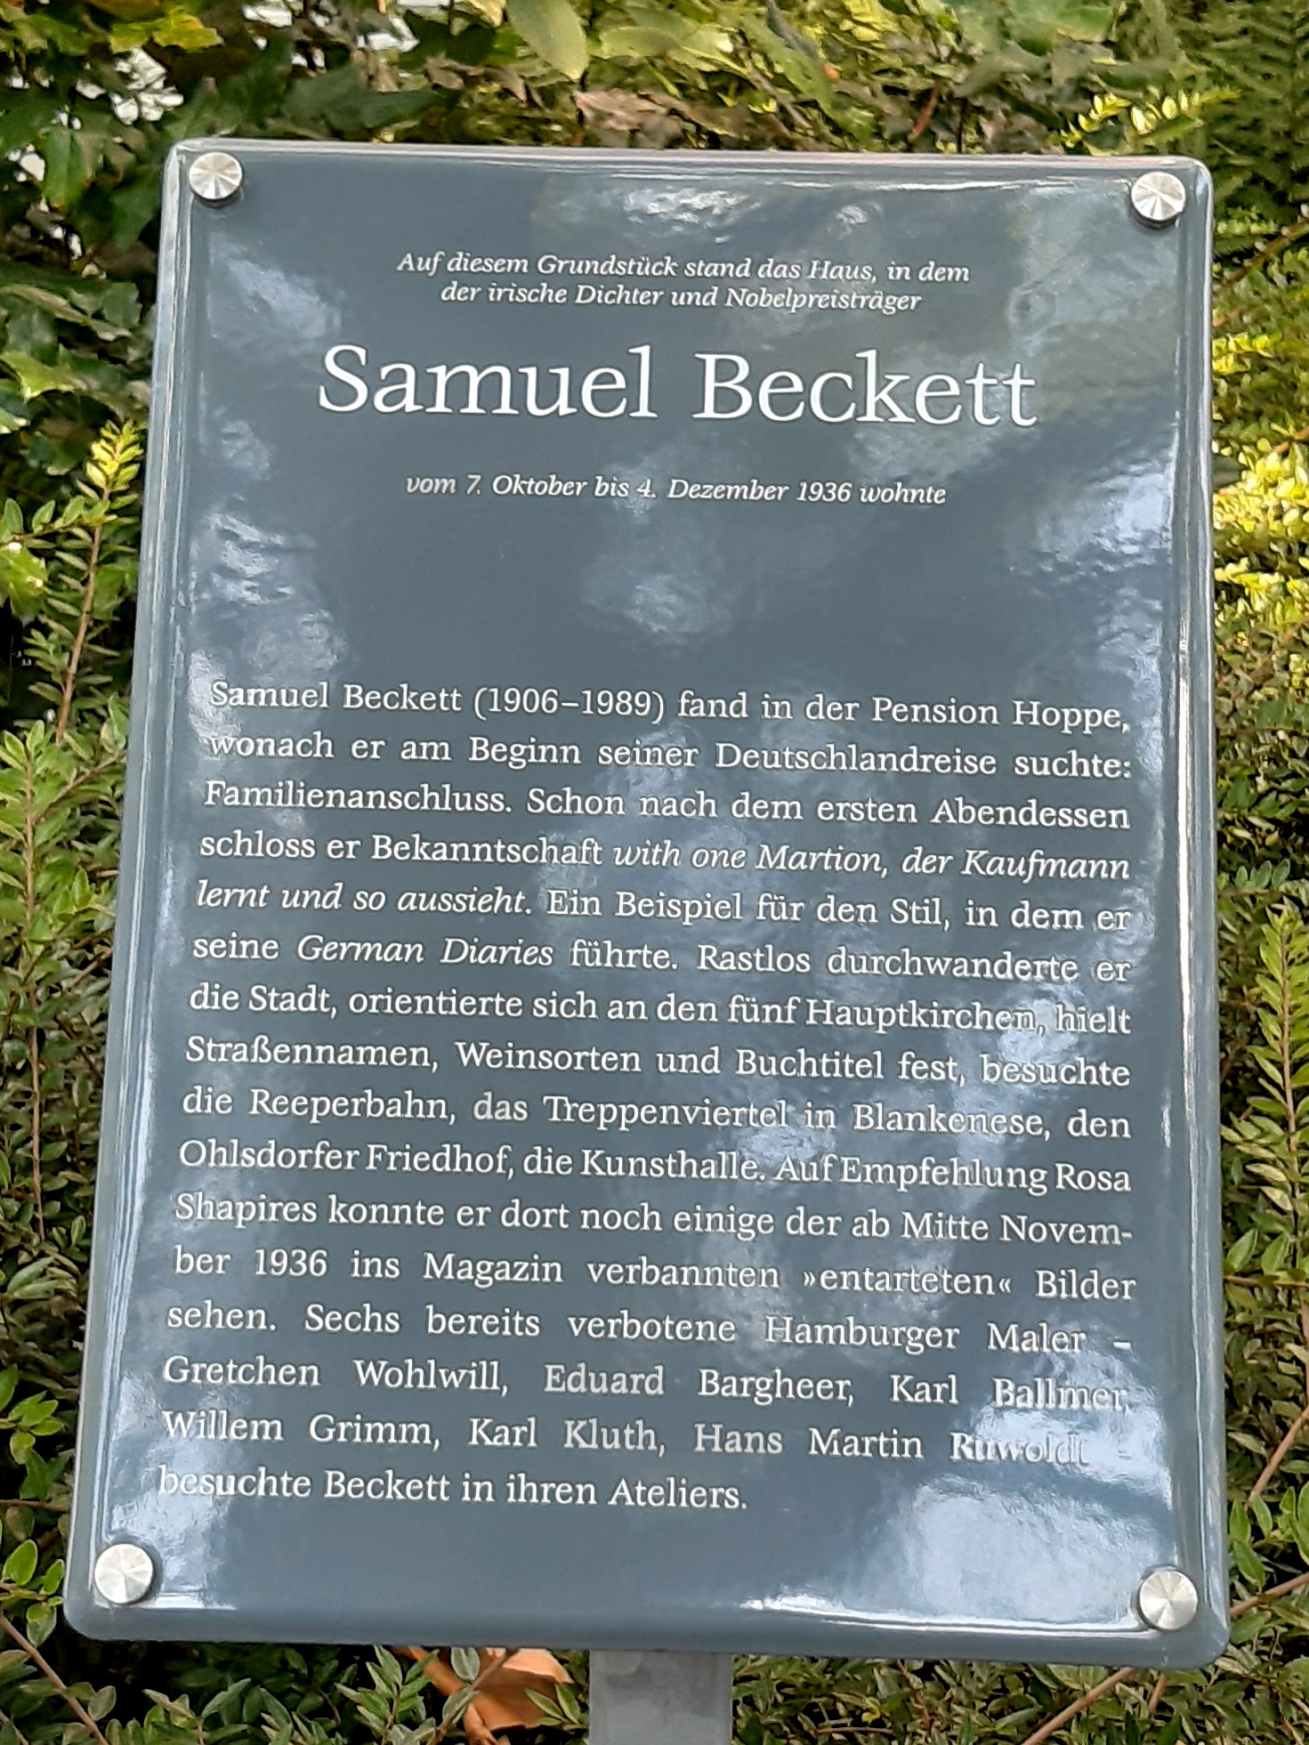 Auf diesem Grundstück stand das Haus, in dem
der irische Dichter und Nobelpreisträger
Samuel Beckett
vom 7. Oktober bis 4. Dezember 1936 wohnte
Samuel Beckett (1906–1989) fand in der Pension Hoppe,
wonach er am Beginn seiner Deutschlandreise suchte:
Familienanschluss. Schon nach dem ersten Abendessen
schloss er Bekanntschaft with one Martion, der Kaufmann
lernt und so aussieht. Ein Beispiel für den Stil, in dem er
seine German Diaries führte. Rastlos durchwanderte er
die Stadt, orientierte sich an den fünf Hauptkirchen, hielt
Straßennamen, Weinsorten und Buchtitel fest, besuchte
die Reeperbahn, das Treppenviertel in Blankenese, den
Ohlsdorfer Friedhof, die Kunsthalle. Auf Empfehlung Rosa
Shapires konnte er dort noch einige der ab Mitte Novem-
ber 1936 ins Magazin verbannten »entarteten« Bilder
sehen. Sechs bereits verbotene Hamburger Maler –
Gretchen Wohlwill, Eduard Bargheer, Karl Ballmer,
Willem Grimm, Karl Kluth, Hans Martin Ruwoldt –
besuchte Beckett in ihren Ateliers.